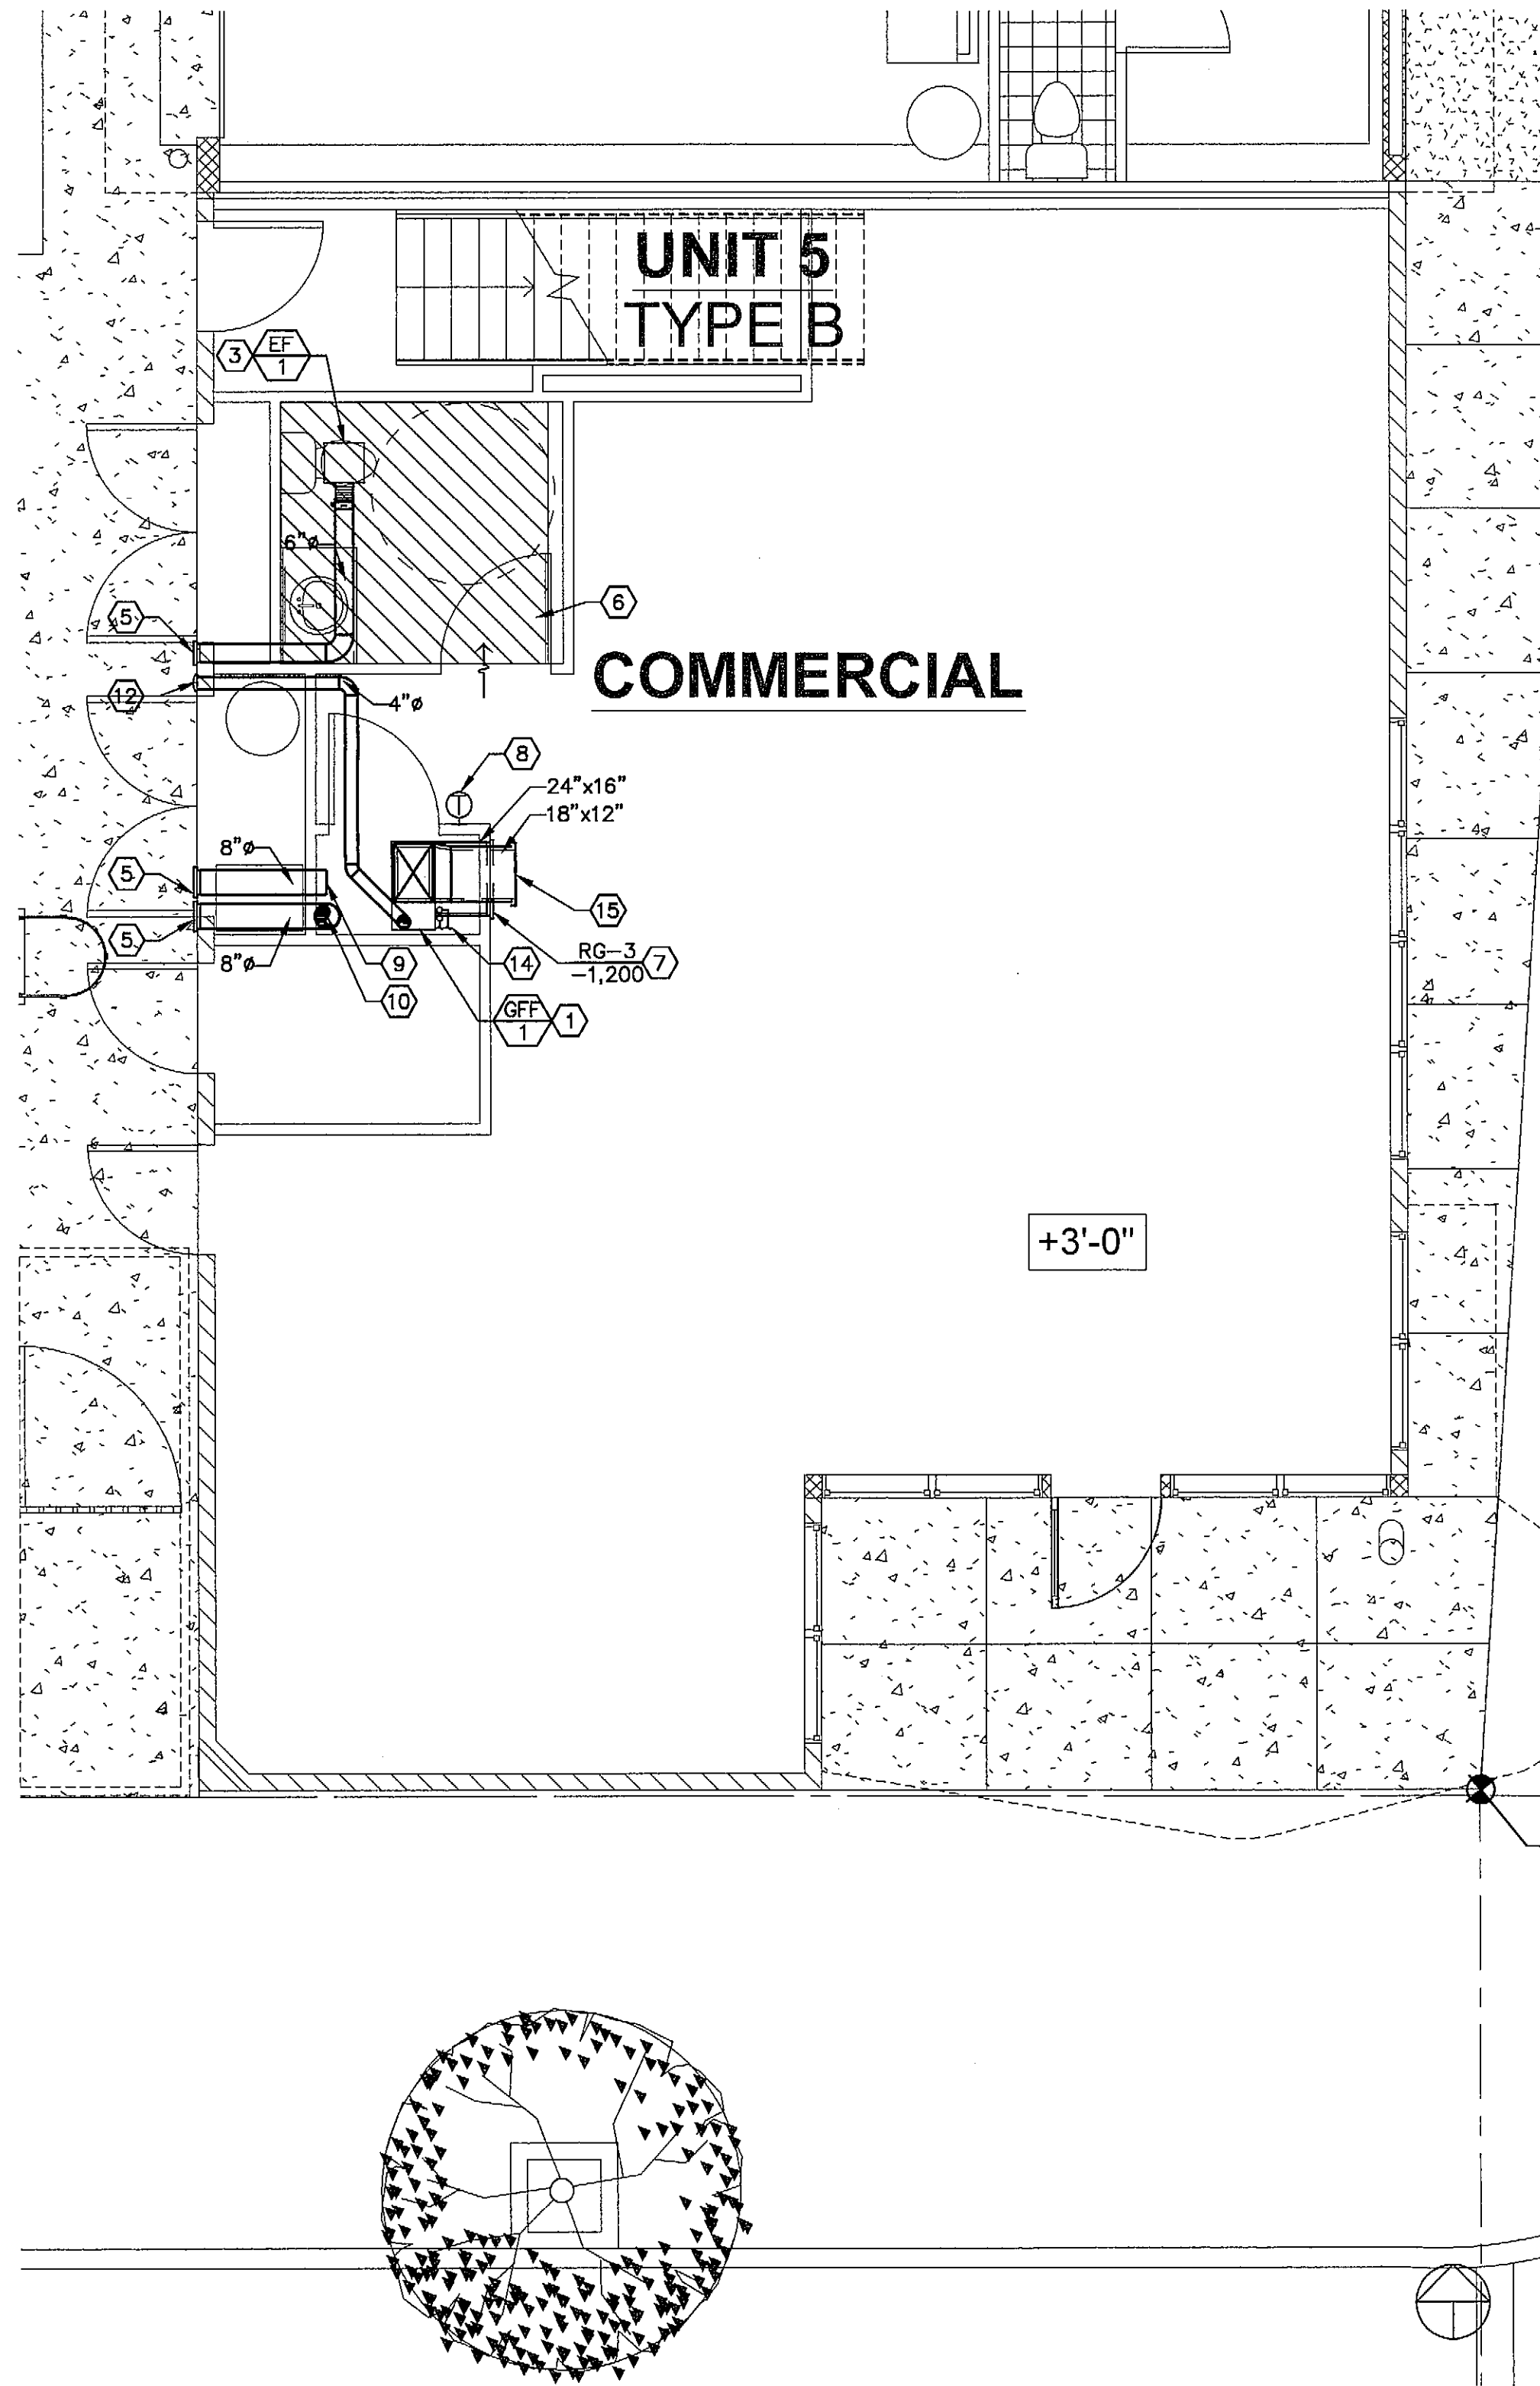 UNIT 5
TYPE B
3
EF
1
6"ø
6
5
COMMERCIAL
12
4"ø
8
24"x16"
18"x12"
8"ø
5
15
5
RG-3
-1,200
7
8"ø
9
14
10
GFF
1
1
+3'-0"